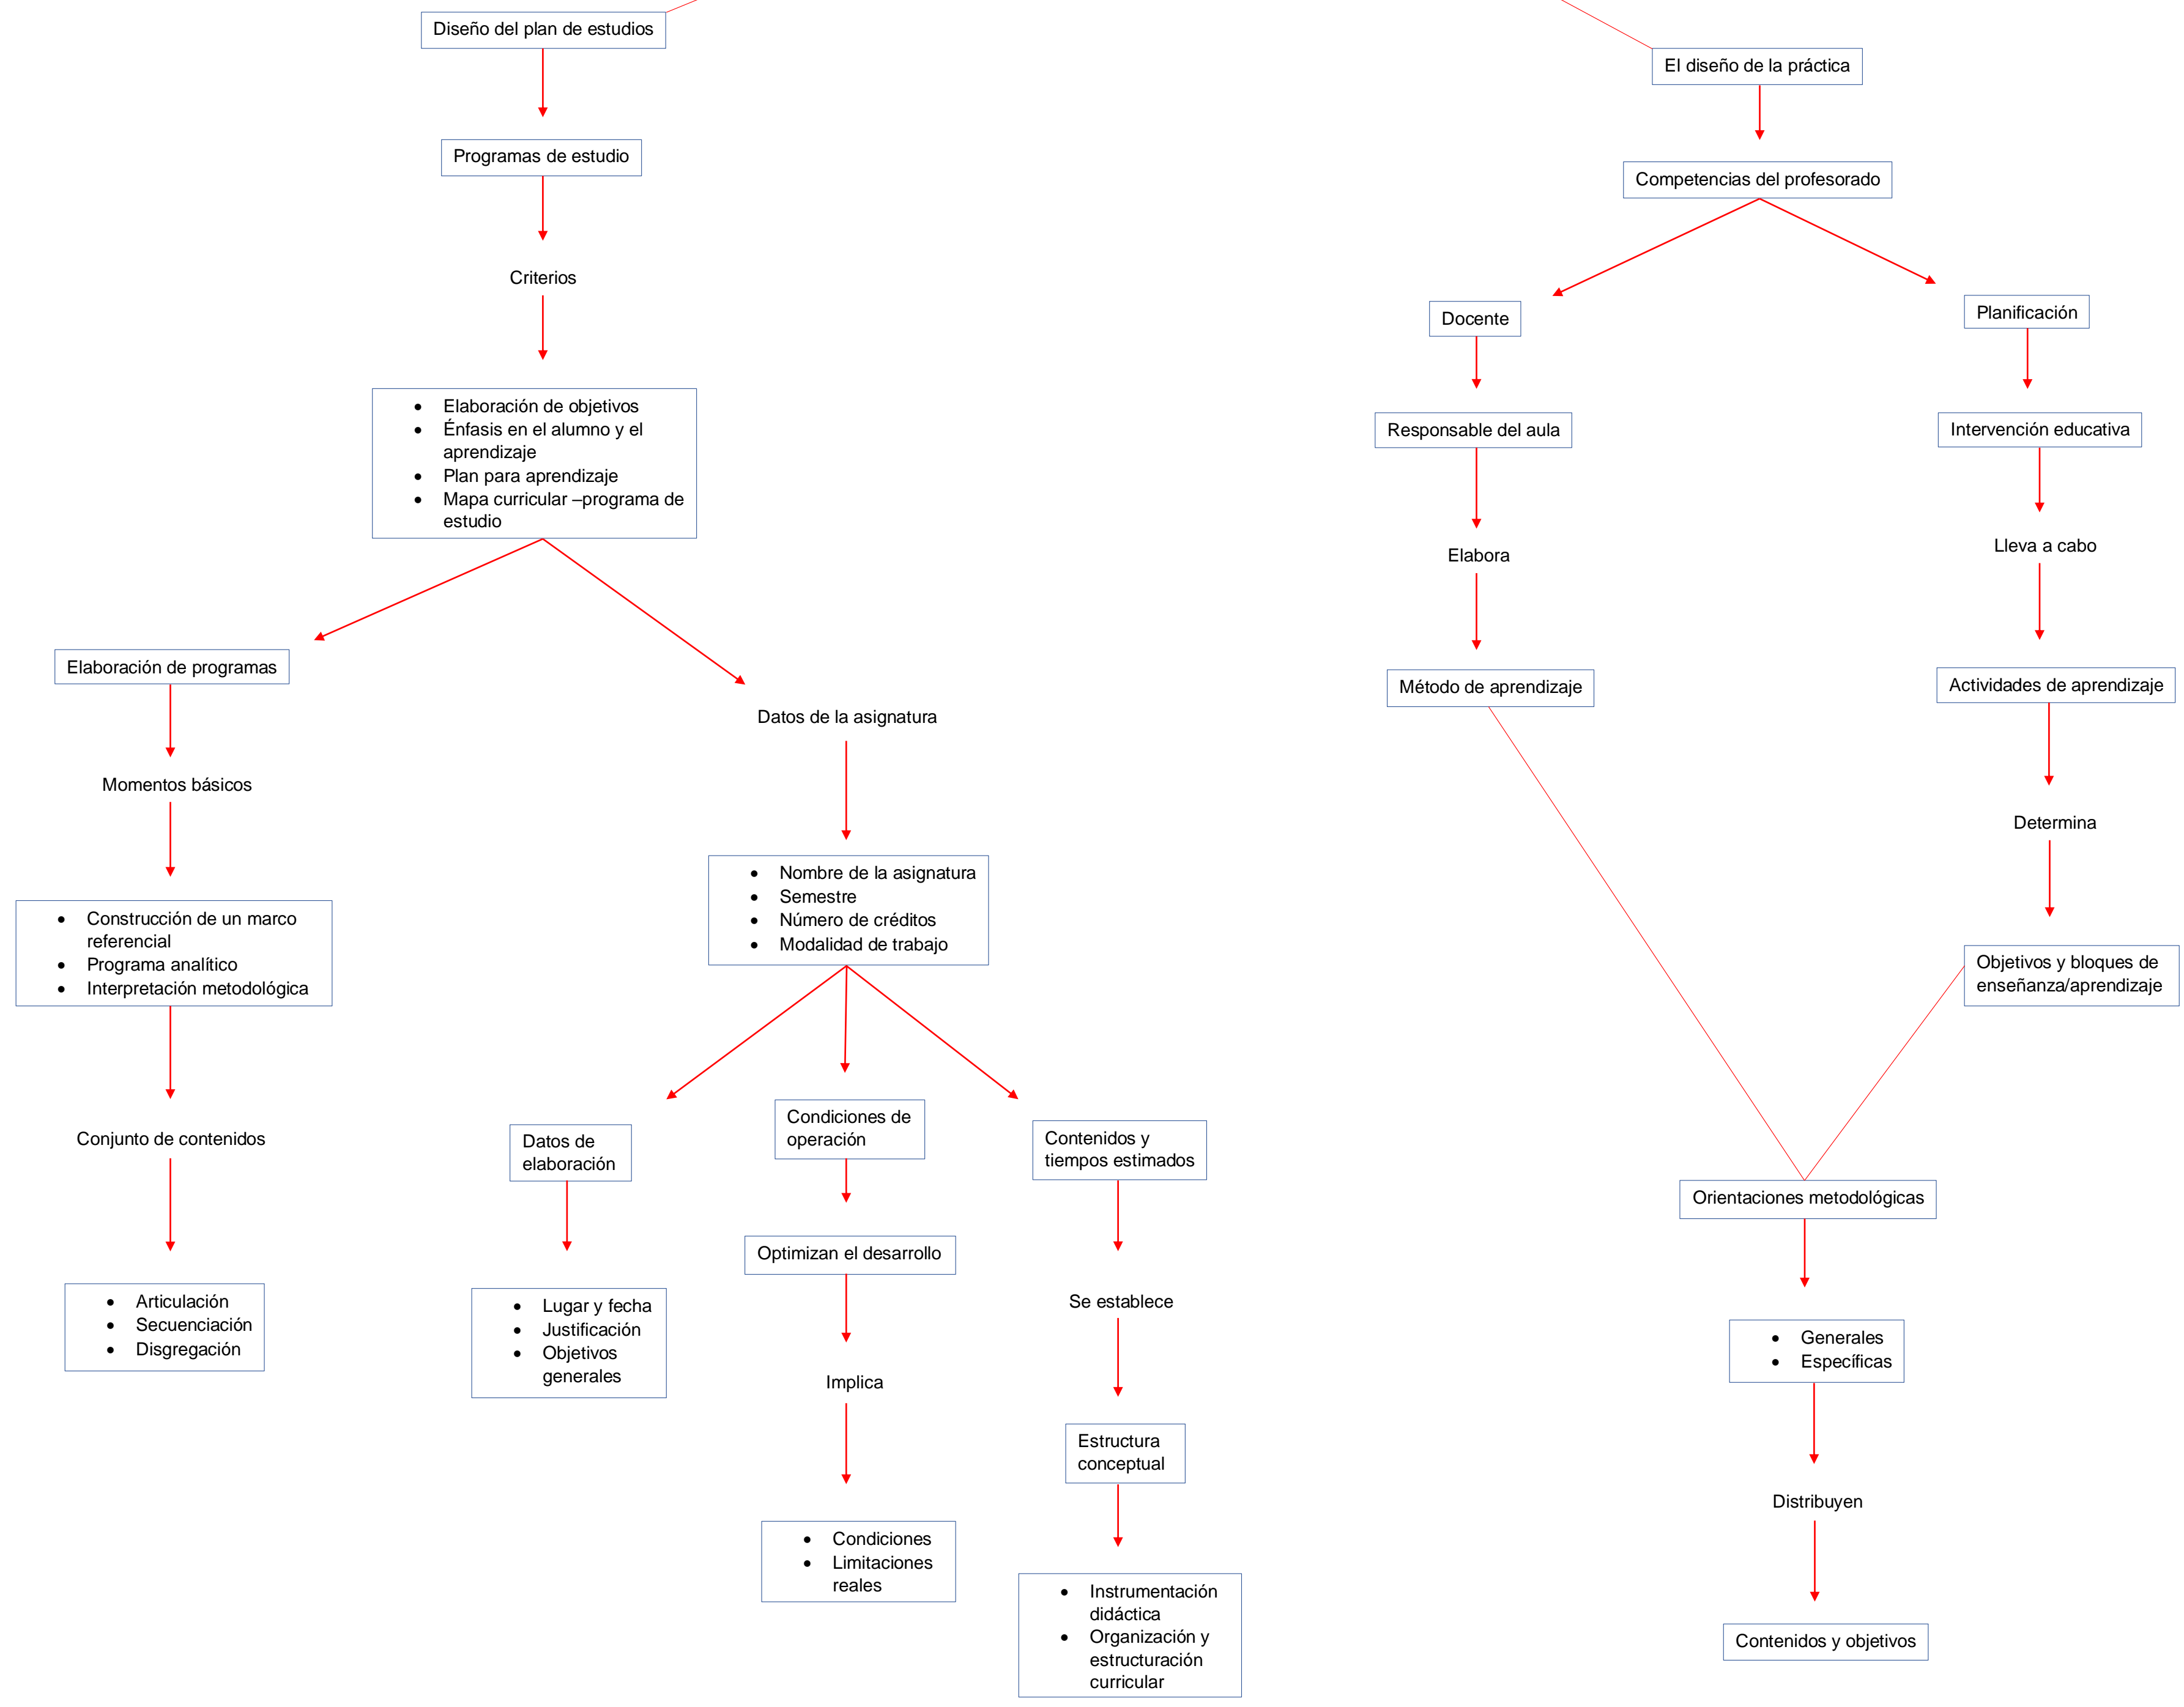 Diseño del plan de estudios
El diseño de la práctica
Programas de estudio
Competencias del profesorado
Criterios
Docente
Planificación
• Elaboración de objetivos
• Énfasis en el alumno y el
aprendizaje
• Plan para aprendizaje
• Mapa curricular –programa de
estudio
Responsable del aula
Intervención educativa
Elabora
Lleva a cabo
Elaboración de programas
Método de aprendizaje
Actividades de aprendizaje
Datos de la asignatura
Momentos básicos
Determina
• Nombre de la asignatura
• Semestre
• Número de créditos
• Modalidad de trabajo
• Construcción de un marco
referencial
• Programa analítico
• Interpretación metodológica
Objetivos y bloques de
enseñanza/aprendizaje
Conjunto de contenidos
Datos de
elaboración
Condiciones de
operación
Contenidos y
tiempos estimados
Orientaciones metodológicas
Optimizan el desarrollo
• Articulación
• Secuenciación
• Disgregación
• Lugar y fecha
• Justificación
• Objetivos
generales
Se establece
• Generales
• Específicas
Implica
Estructura
conceptual
Distribuyen
• Condiciones
• Limitaciones
reales
• Instrumentación
didáctica
• Organización y
estructuración
curricular
Contenidos y objetivos